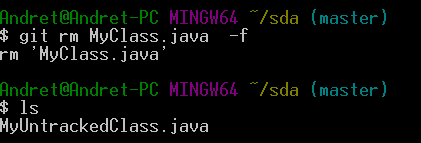 Andret@Andret-PC MINGW64 ~/sda (master)
$ git rm MyClass.java  -f
rm 'MyClass.java'
Andret@Andret-PC MINGW64 ~/sda (master)
$ ls
MyUntrackedClass.java